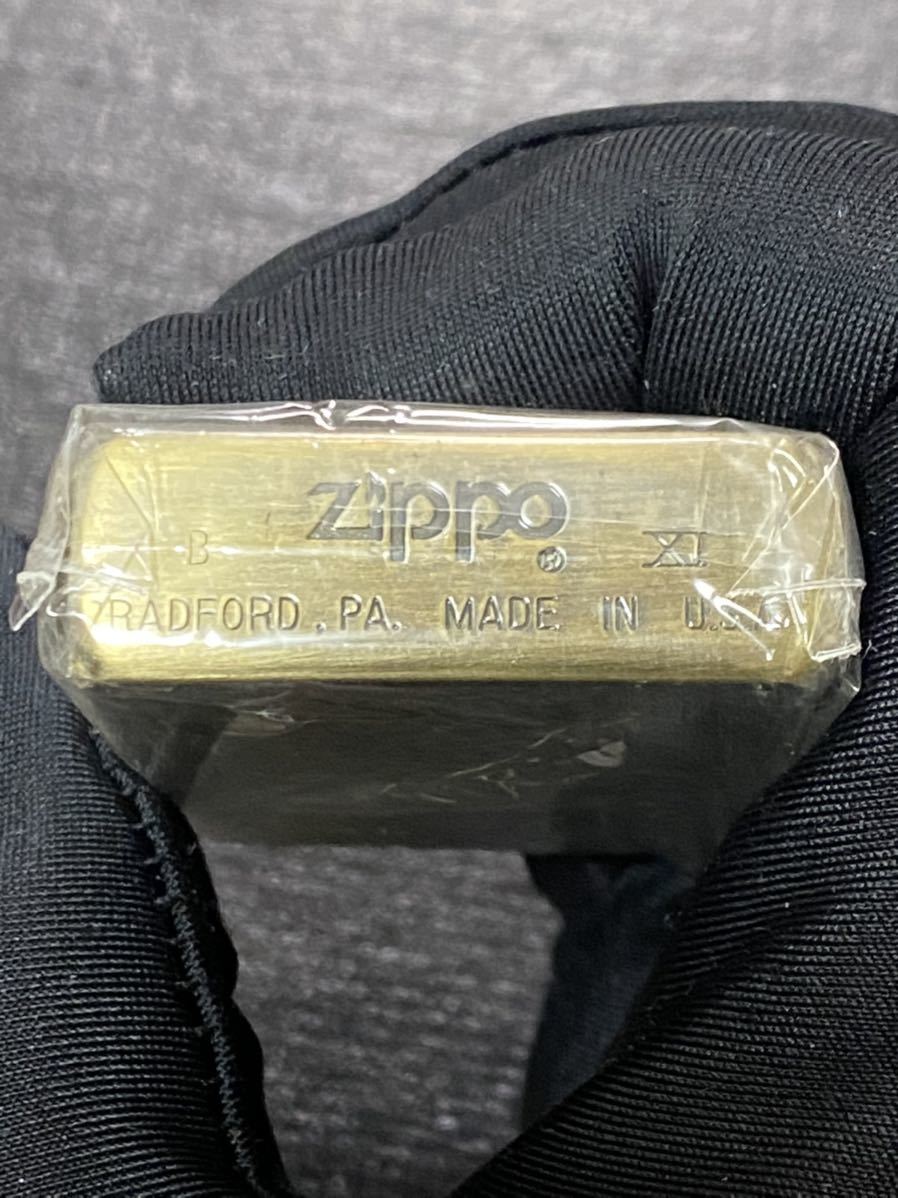 Zippo ®
B XI
BRADFORD, PA. MADE IN U.S.A.